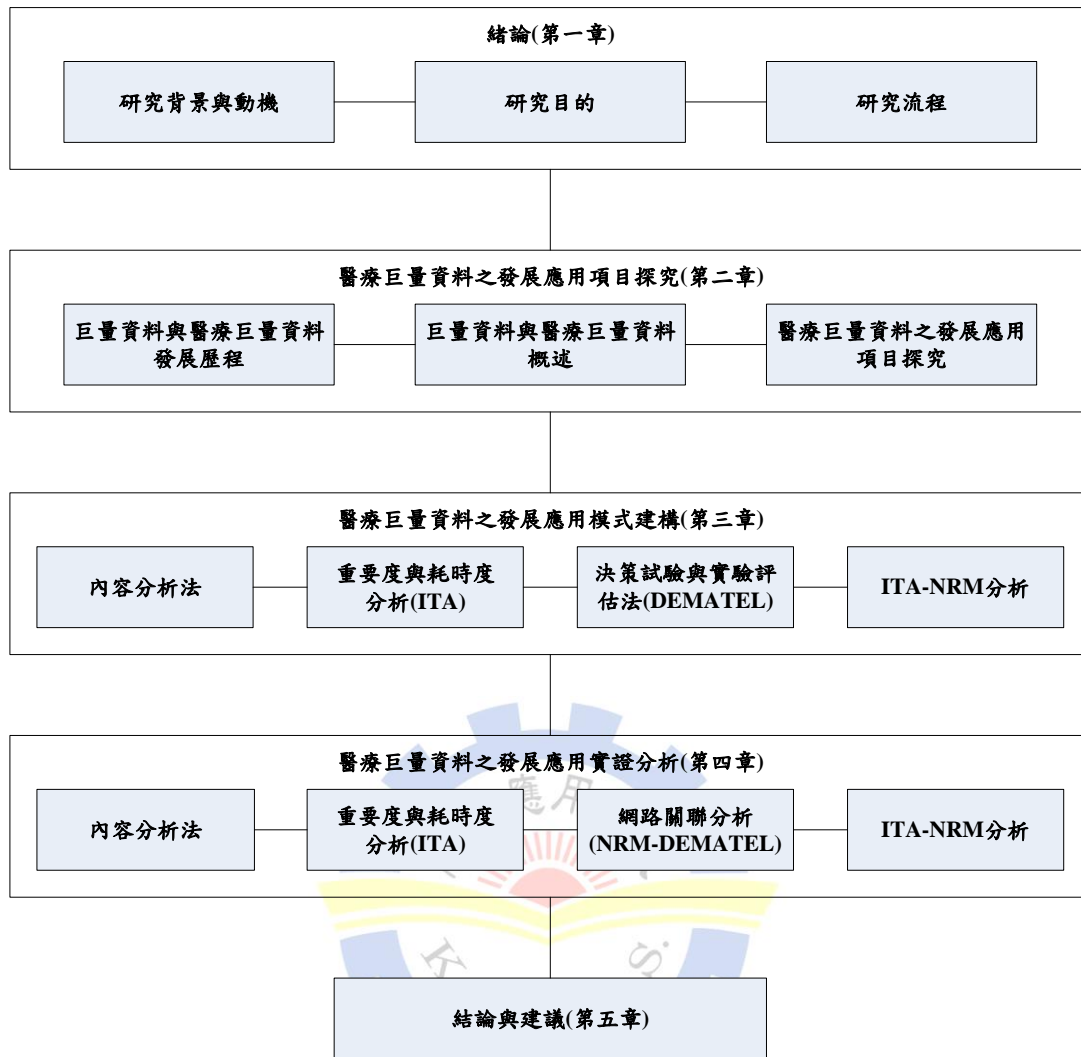 緒論(第一章)
研究背景與動機
研究目的
研究流程
醫療巨量資料之發展應用項目探究(第二章)
巨量資料與醫療巨量資料
發展歷程
巨量資料與醫療巨量資料
概述
醫療巨量資料之發展應用
項目探究
醫療巨量資料之發展應用模式建構(第三章)
內容分析法
重要度與耗時度
分析(ITA)
決策試驗與實驗評
估法(DEMATEL)
ITA-NRM分析
醫療巨量資料之發展應用實證分析(第四章)
應用
內容分析法
重要度與耗時度
分析(ITA)
網路關聯分析
(NRM-DEMATEL)
ITA-NRM分析
K
S.
結論與建議(第五章)